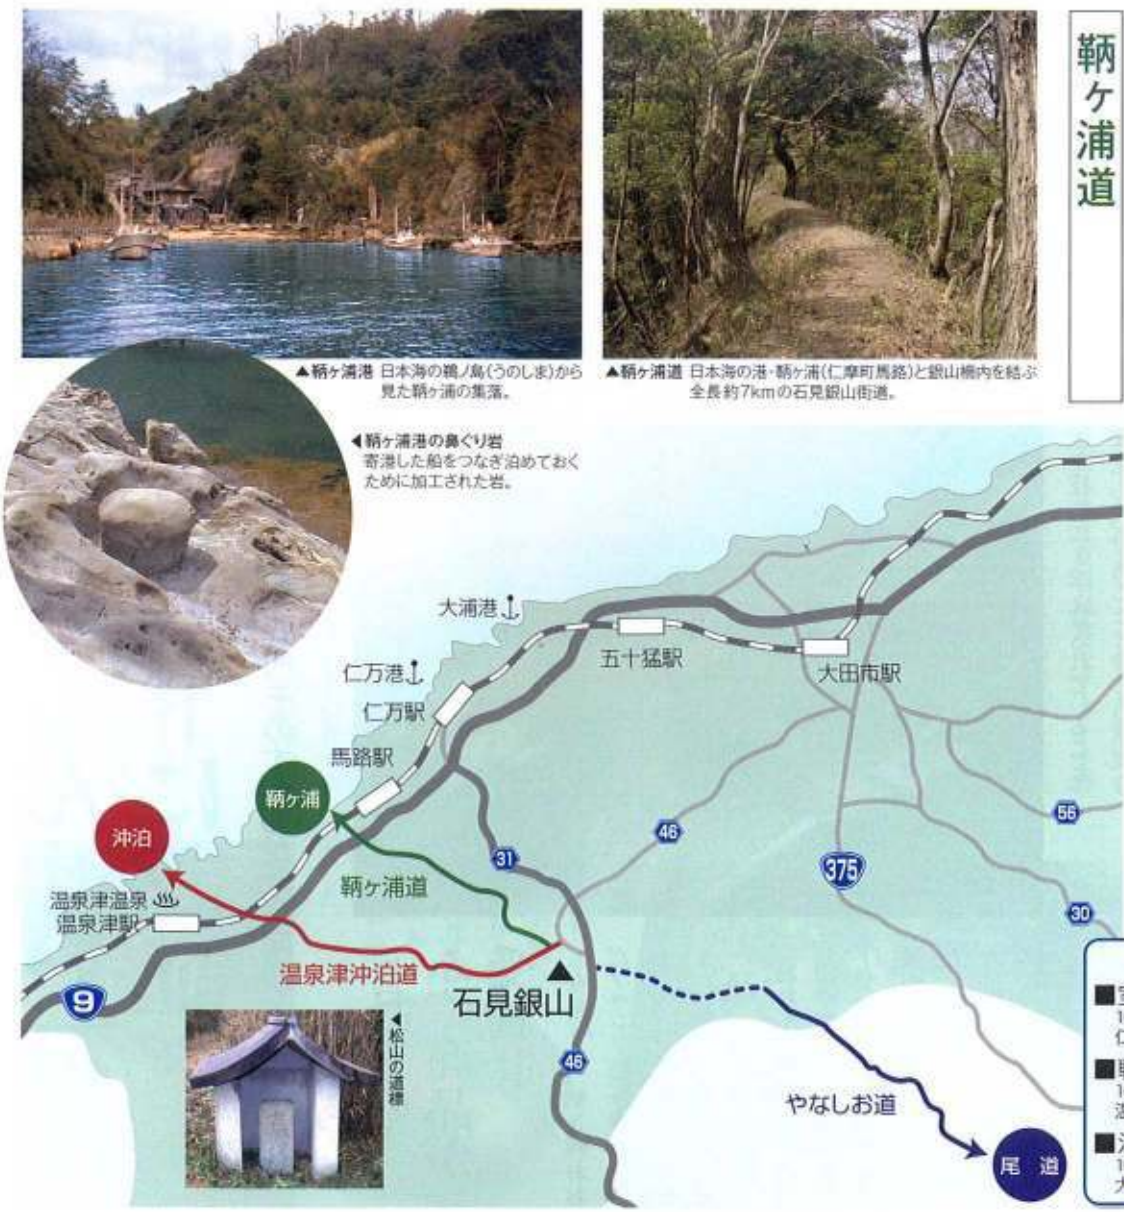 鞆ヶ浦道
▲鞆ヶ浦港 日本海の鵜ノ島(うのしま)から
見た鞆ヶ浦の集落。
▲鞆ヶ浦道 日本海の港・鞆ヶ浦(仁摩町馬路)と銀山柵内を結ぶ
全長約7kmの石見銀山街道。
◀鞆ヶ浦港の鼻ぐり岩
寄港した船をつなぎ泊めておく
ために加工された岩。
大浦港
五十猛駅
大田市駅
仁万港
仁万駅
馬路駅
鞆ヶ浦
沖泊
46
56
31
375
鞆ヶ浦道
温泉津温泉
温泉津駅
30
温泉津沖泊道
石見銀山
9
◀松山の道標
46
やなしお道
尾道